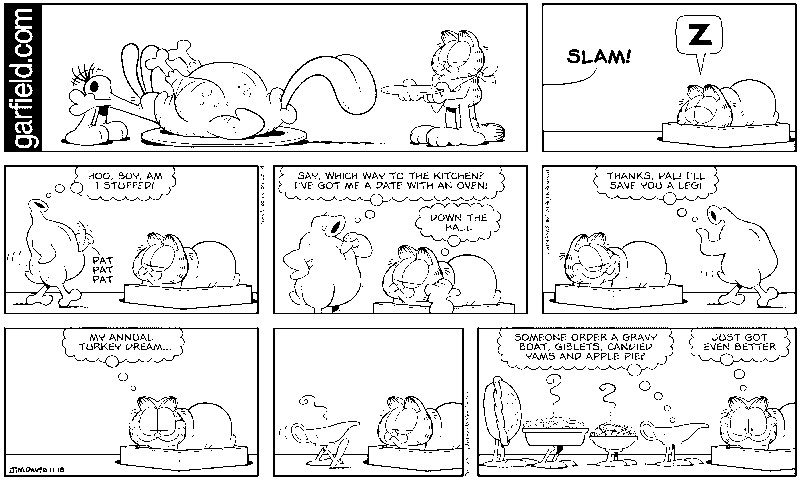 garfield.com
SLAM!
Z
HOO, BOY, AM
I STUFFED!
PAT
PAT
PAT
SAY, WHICH WAY TO THE KITCHEN?
I'VE GOT ME A DATE WITH AN OVEN!
DOWN THE
HALL
THANKS, PAL! I'LL
SAVE YOU A LEG!
MY ANNUAL
TURKEY DREAM...
JIM DAVIS 11-18
SOMEONE ORDER A GRAVY
BOAT, GIBLETS, CANDIED
YAMS AND APPLE PIE?
JUST GOT
EVEN BETTER